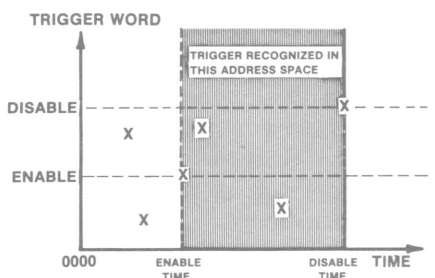 TRIGGER WORD
TRIGGER RECOGNIZED IN
THIS ADDRESS SPACE
DISABLE
X
X
X
ENABLE
X
X
X
0000
ENABLE
TIME
DISABLE
TIME
TIME